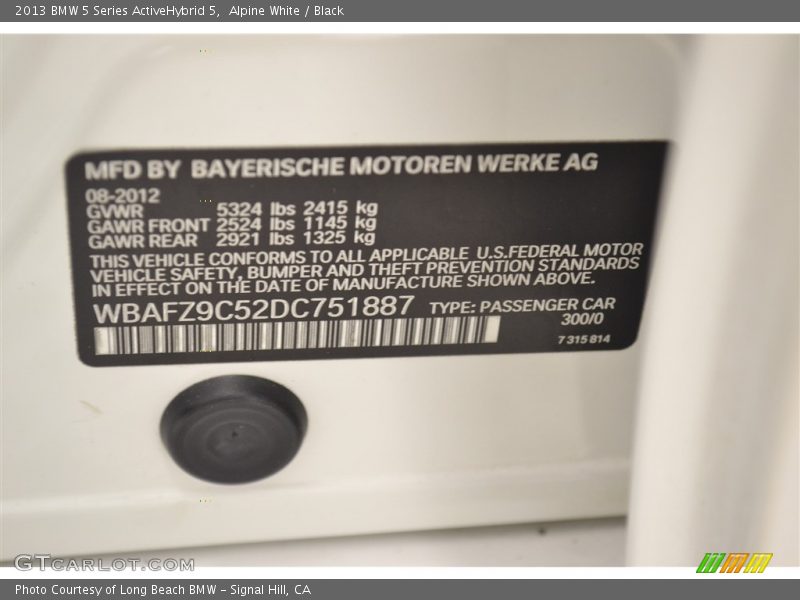 2013 BMW 5 Series ActiveHybrid 5,  Alpine White / Black
MFD BY BAYERISCHE MOTOREN WERKE AG
08-2012
GVWR 5324 lbs 2415 kg
GAWR FRONT 2524 lbs 1145 kg
GAWR REAR 2921 lbs 1325 kg
THIS VEHICLE CONFORMS TO ALL APPLICABLE U.S.FEDERAL MOTOR
VEHICLE SAFETY, BUMPER AND THEFT PREVENTION STANDARDS
IN EFFECT ON THE DATE OF MANUFACTURE SHOWN ABOVE.
WBAFZ9C52DC751887 TYPE: PASSENGER CAR
300/0
7 315 814
GTCARLOT.COM
Photo Courtesy of Long Beach BMW - Signal Hill, CA